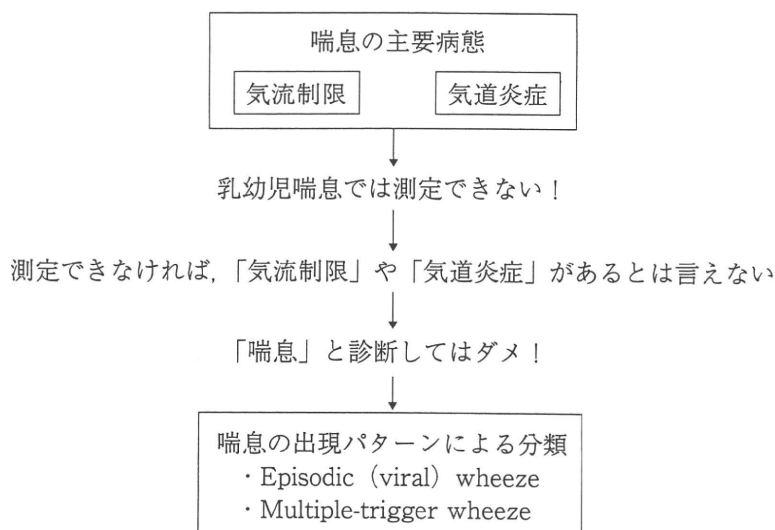 喘息の主要病態
気流制限
気道炎症
乳幼児喘息では測定できない！
測定できなければ，「気流制限」や「気道炎症」があるとは言えない
「喘息」と診断してはダメ！
喘息の出現パターンによる分類
・Episodic（viral）wheeze
・Multiple-trigger wheeze